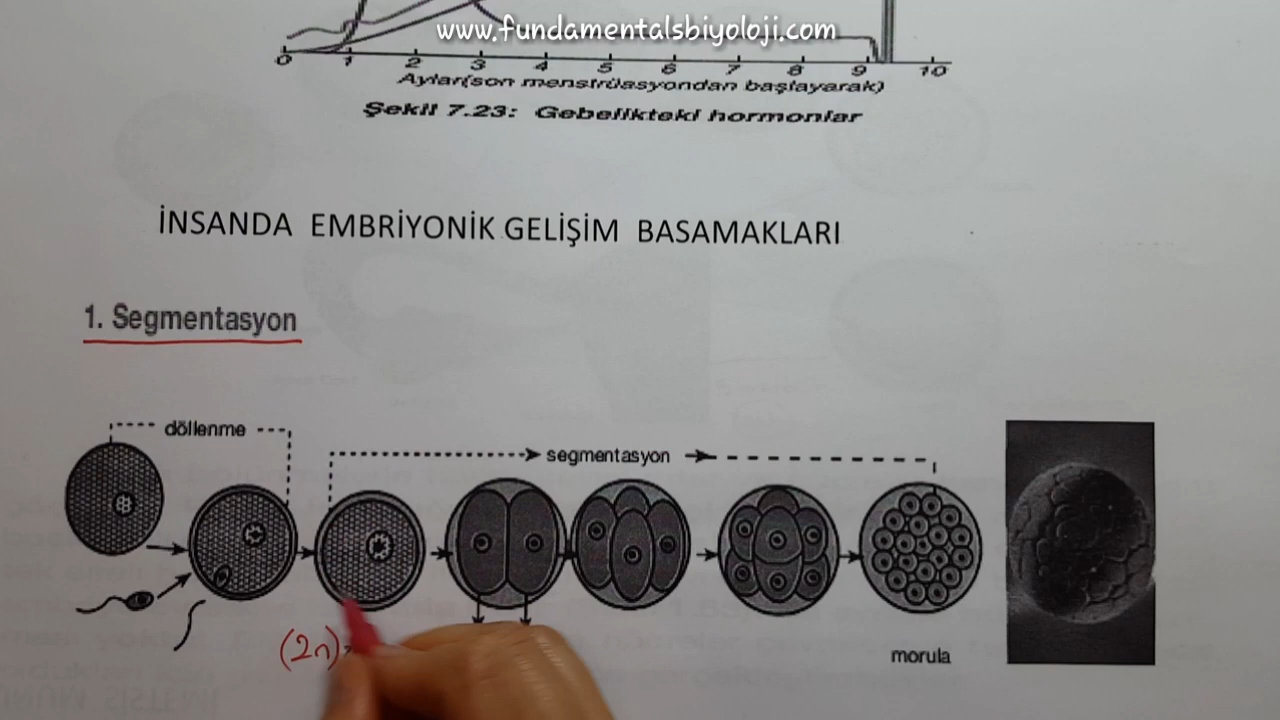 www.fundamentalsbiyoloji.com
0 1 2 3 4 5 6 7 8 9 10
Aylar(son menstrüasyondan başlayarak)
Şekil 7.23: Gebelikteki hormonlar
İNSANDA EMBRİYONİK GELİŞİM BASAMAKLARI
1. Segmentasyon
döllenme
segmentasyon
(2n)
morula